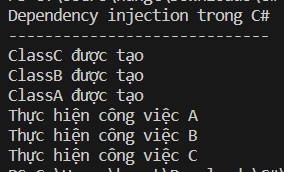 Dependency injection trong C#
-----------------------------
ClassC được tạo
ClassB được tạo
ClassA được tạo
Thực hiện công việc A
Thực hiện công việc B
Thực hiện công việc C